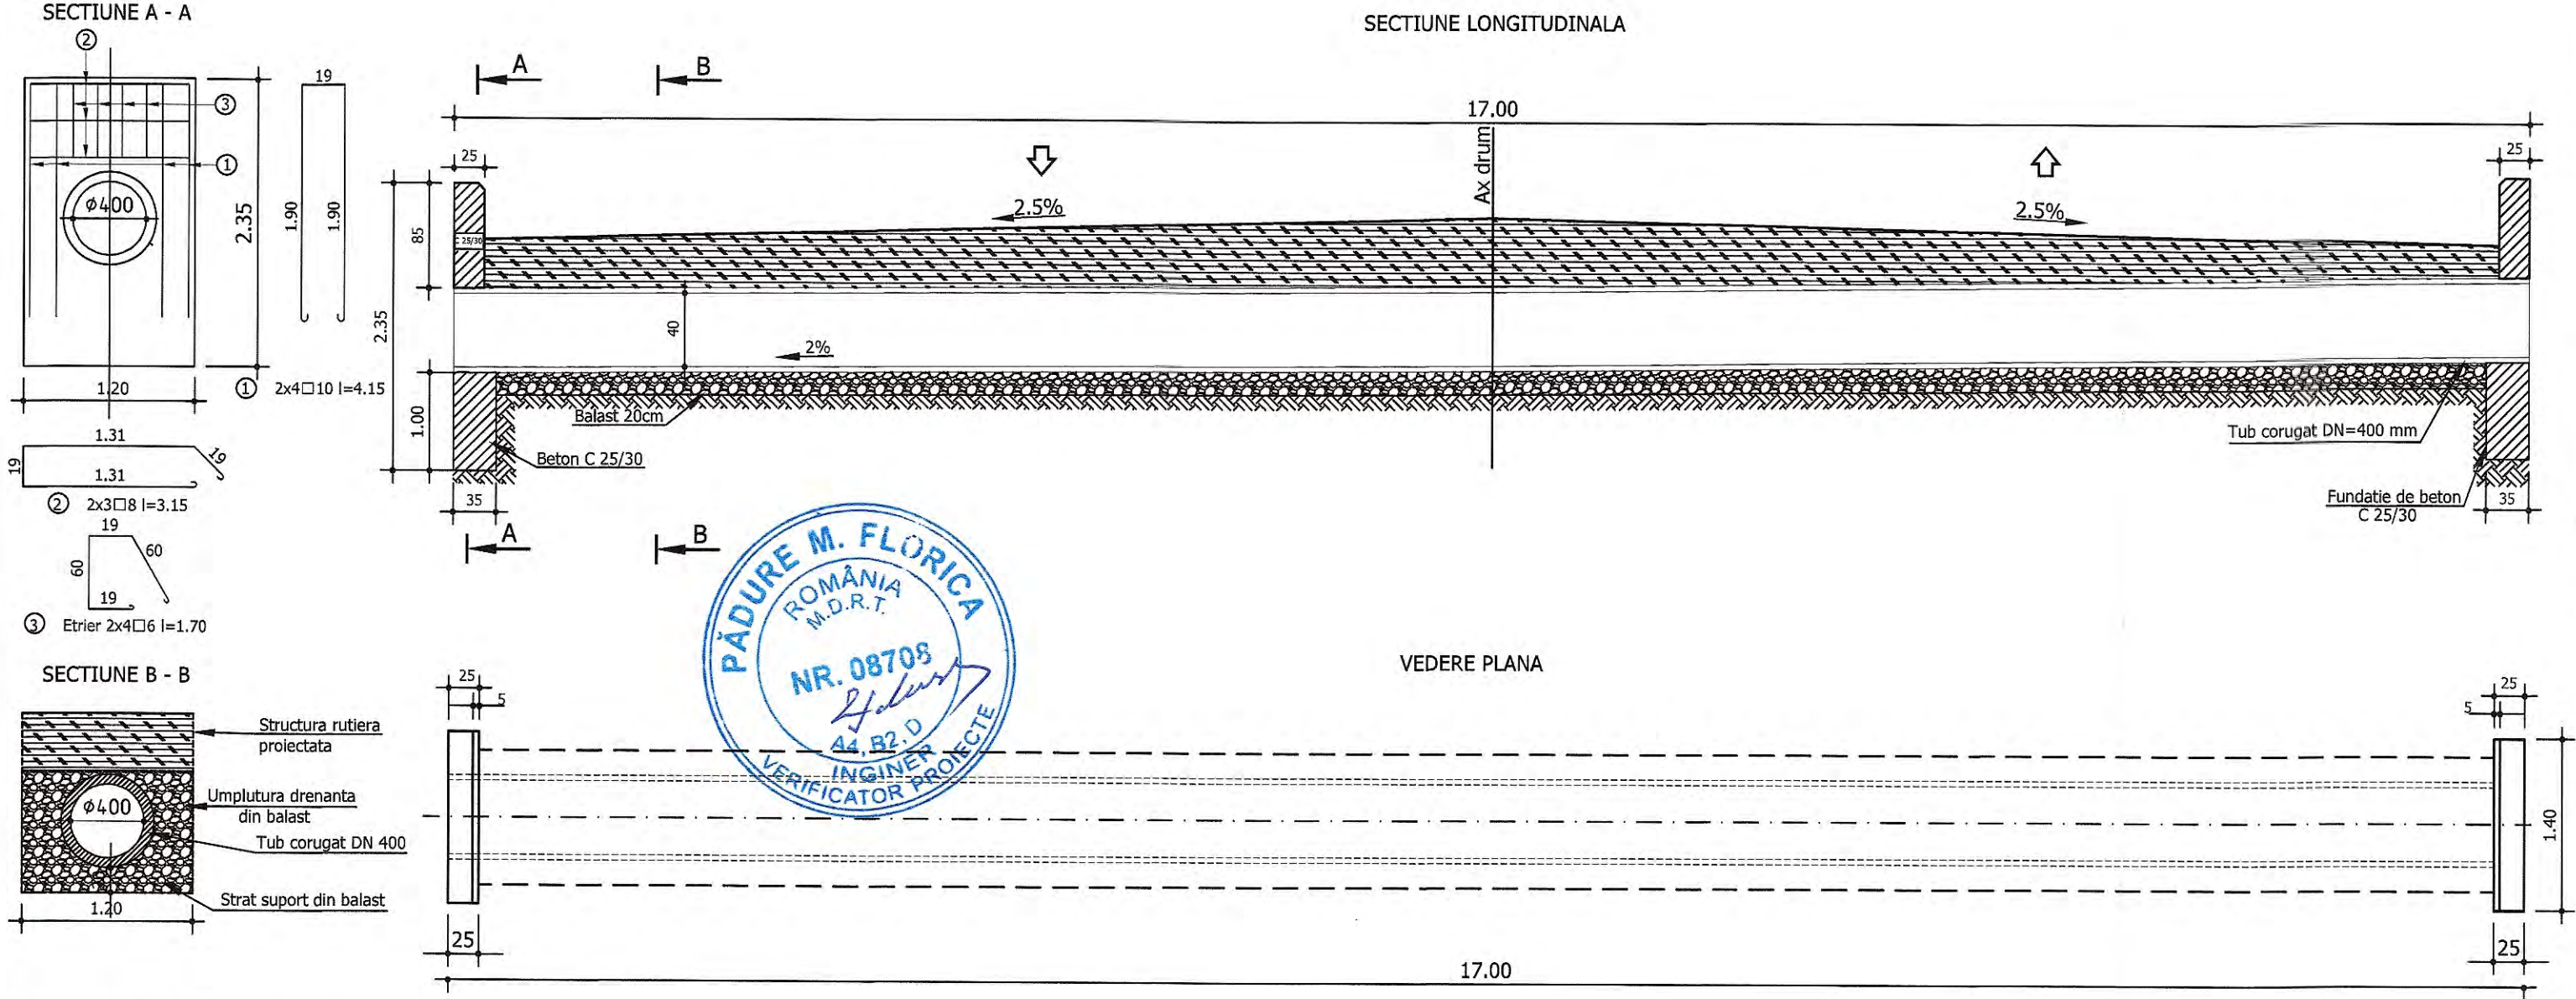 SECTIUNE A - A
2
3
1
ϕ400
2.35
1.20
19
1.90
1.90
1 2x4□10 l=4.15
1.31
19
19
1.31
2 2x3□8 l=3.15
19
60
60
19
3 Etrier 2x4□6 l=1.70
SECTIUNE B - B
Structura rutiera
proiectata
Umplutura drenanta
din balast
ϕ400
Tub corugat DN 400
Strat suport din balast
1.20
SECTIUNE LONGITUDINALA
A
B
17.00
25
Ax drum
25
2.5%
2.5%
85
C 25/30
2.35
40
2%
1.00
Balast 20cm
Beton C 25/30
35
Tub corugat DN=400 mm
Fundatie de beton
C 25/30
35
A
B
PĂDURE M. FLORICA
ROMÂNIA
M.D.R.T.
NR. 08708
A4, B2, D
INGINER
VERIFICATOR PROIECTE
VEDERE PLANA
25
5
25
5
1.40
25
25
17.00